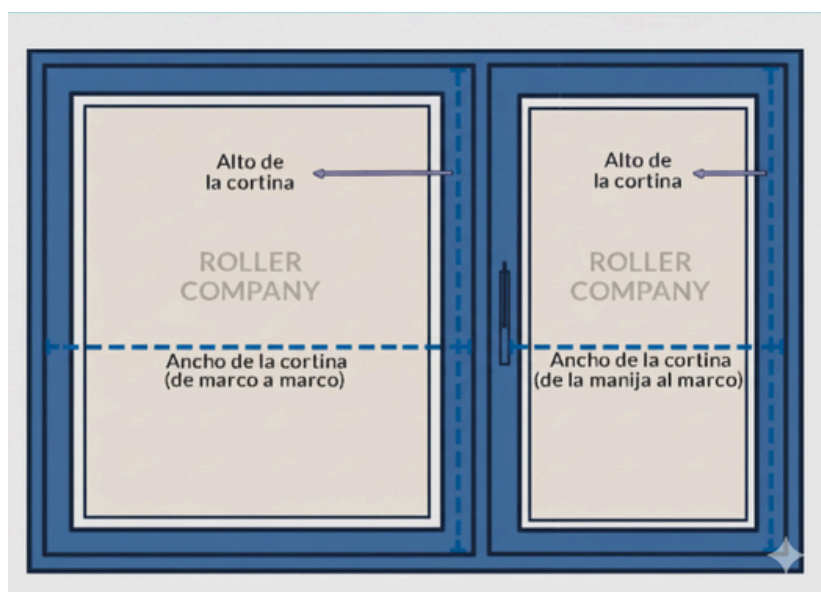 Alto de
la cortina
ROLLER
COMPANY
Ancho de la cortina
(de marco a marco)
Alto de
la cortina
ROLLER
COMPANY
Ancho de la cortina
(de la manija al marco)